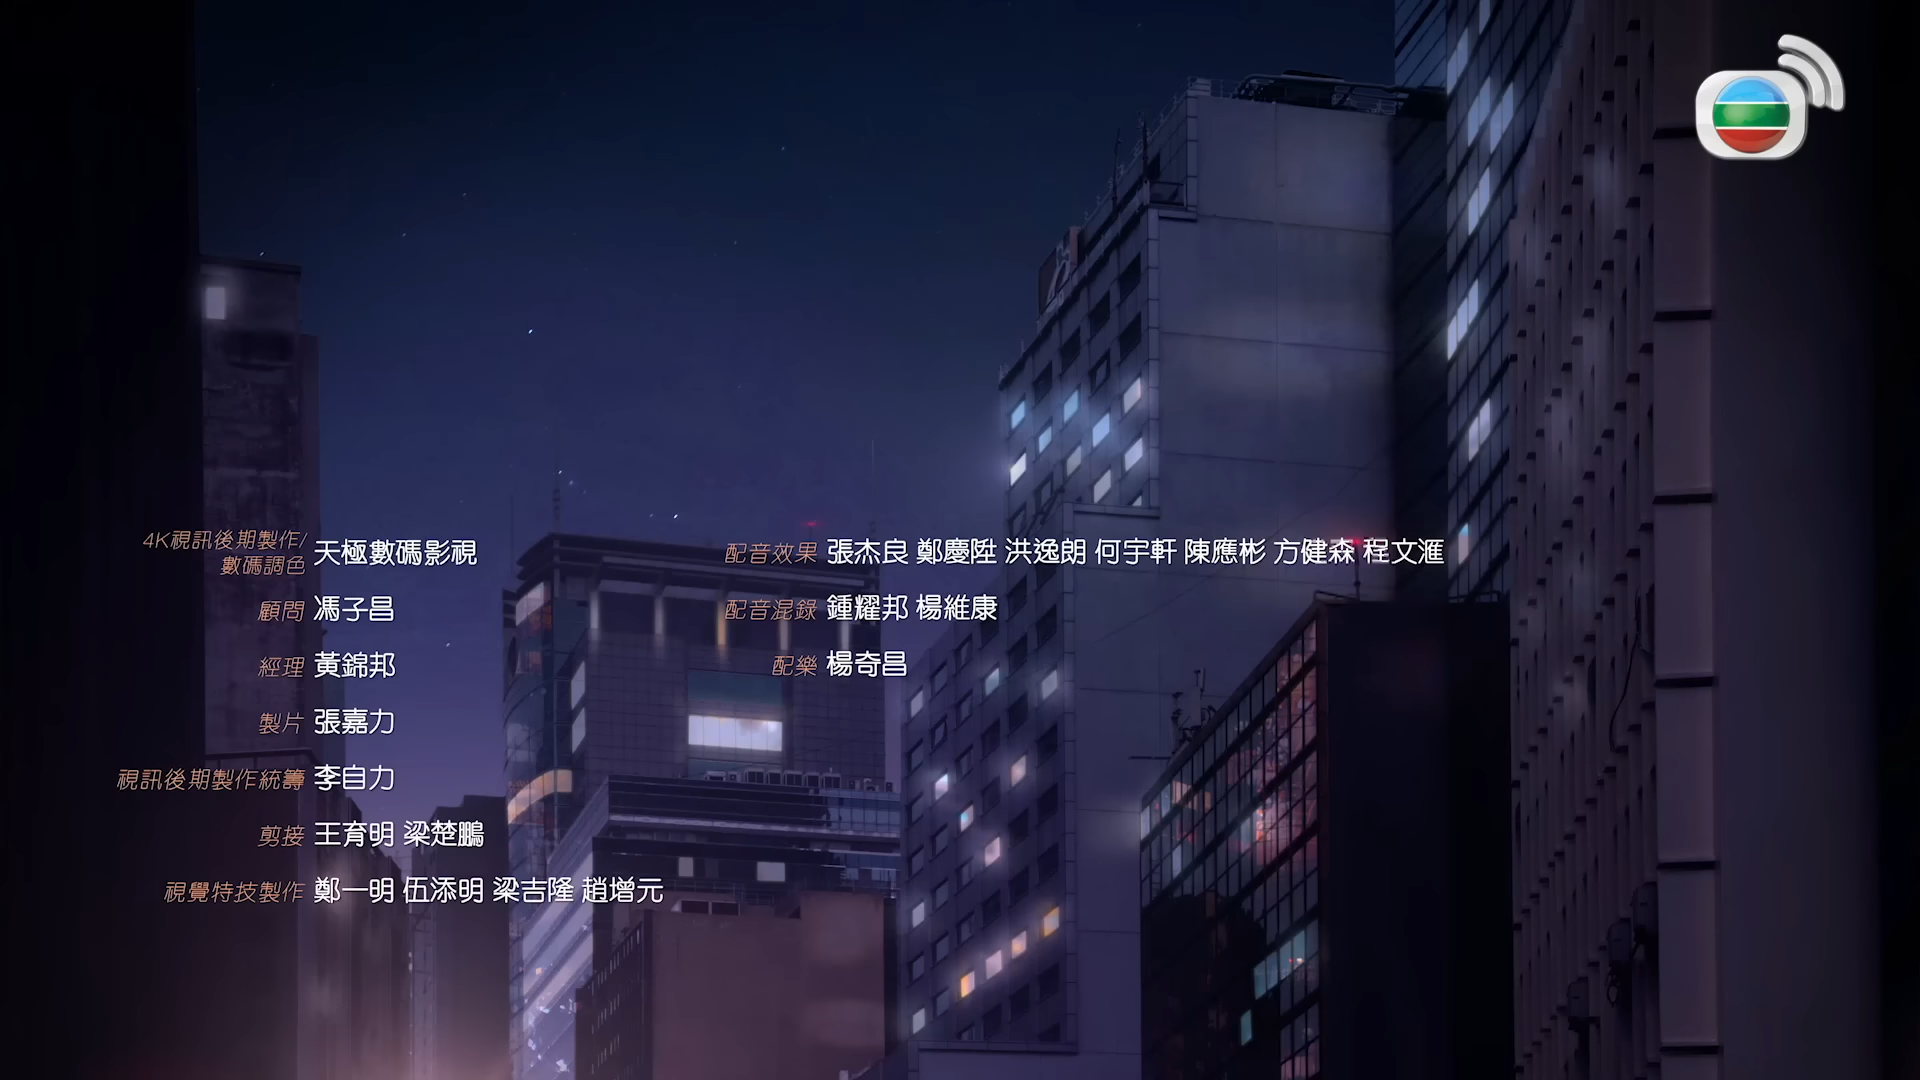 4K視訊後期製作/
數碼調色 天極數碼影視
顧問 馮子昌
經理 黃錦邦
製片 張嘉力
視訊後期製作統籌 李自力
剪接 王育明 梁楚鵬
視覺特技製作 鄭一明 伍添明 梁吉隆 趙增元
配音效果 張杰良 鄭慶陞 洪逸朗 何宇軒 陳應彬 方健森 程文滙
配音混錄 鍾耀邦 楊維康
配樂 楊奇昌